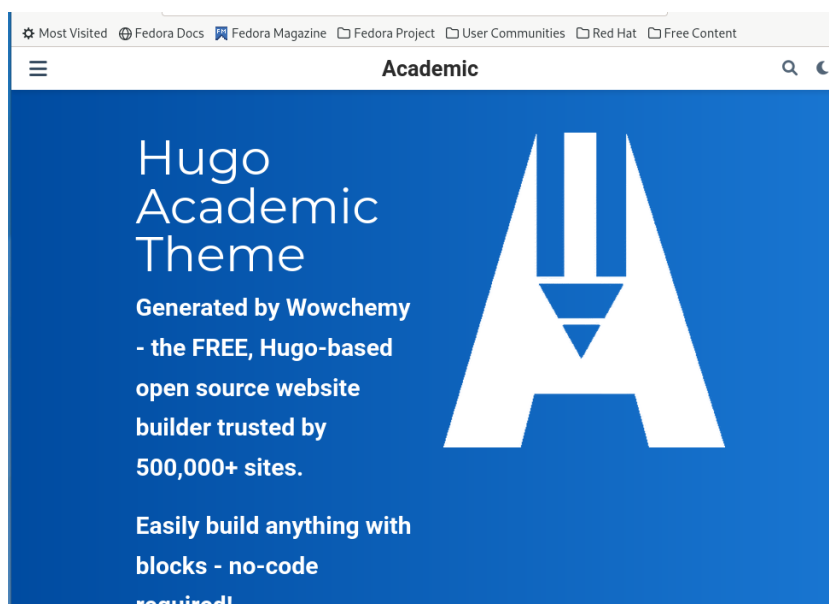 Most Visited Fedora Docs Fedora Magazine Fedora Project User Communities Red Hat Free Content
Academic
Hugo
Academic
Theme
Generated by Wowchemy
- the FREE, Hugo-based
open source website
builder trusted by
500,000+ sites.
Easily build anything with
blocks - no-code
required!